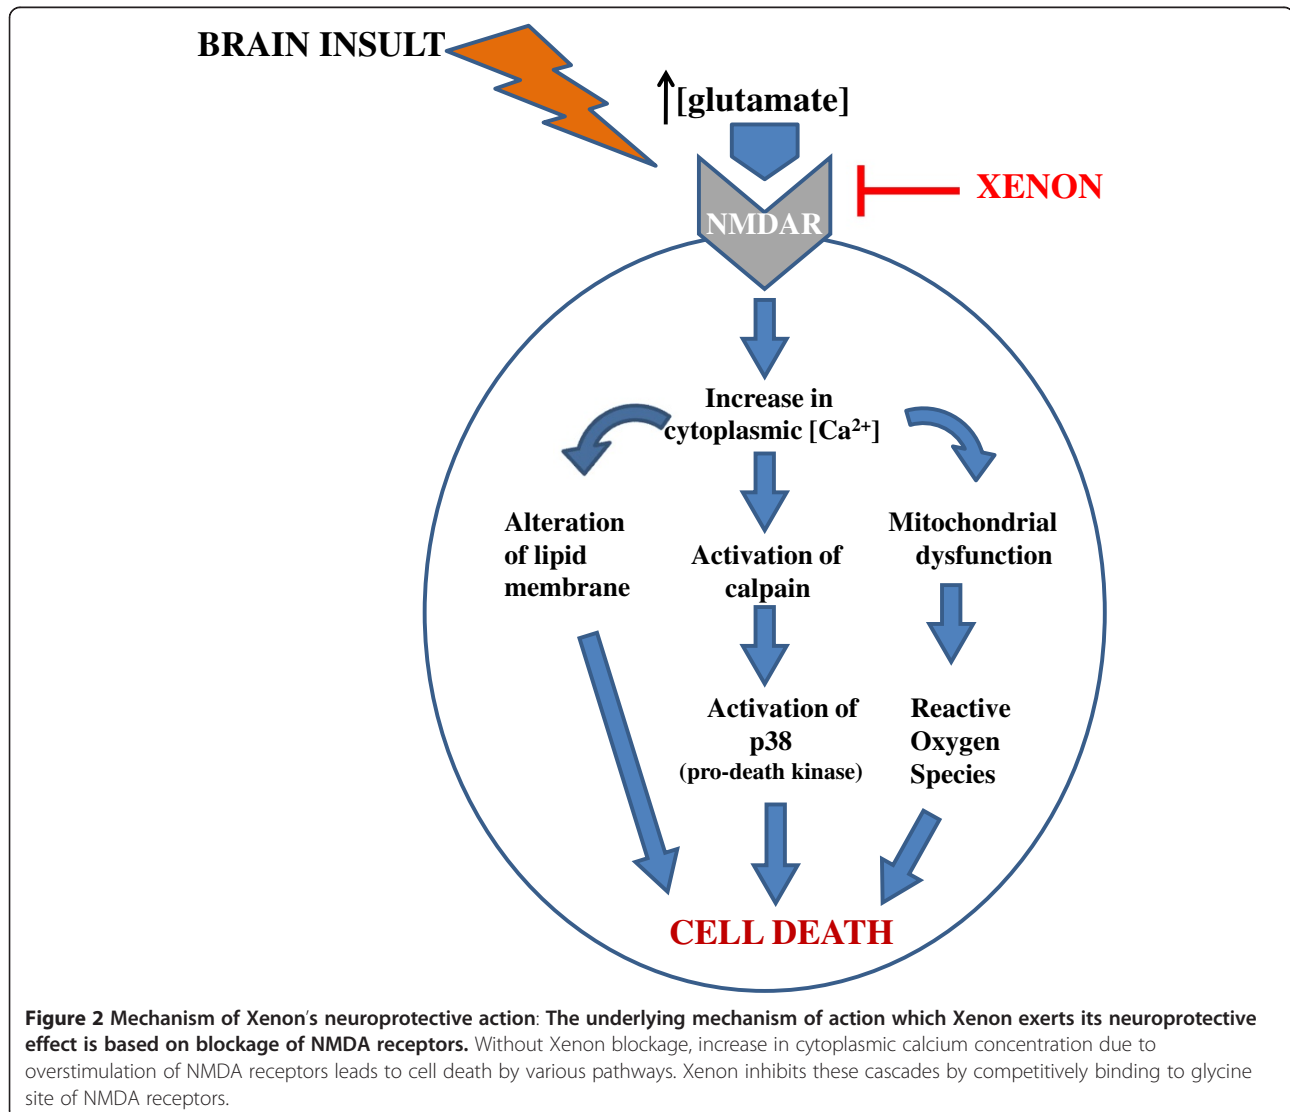 BRAIN INSULT
↑[glutamate]
XENON
NMDAR
Increase in
cytoplasmic [Ca²⁺]
Alteration
of lipid
membrane
Activation of
calpain
Mitochondrial
dysfunction
Activation of
p38
(pro-death kinase)
Reactive
Oxygen
Species
CELL DEATH
Figure 2 Mechanism of Xenon's neuroprotective action: The underlying mechanism of action which Xenon exerts its neuroprotective
effect is based on blockage of NMDA receptors. Without Xenon blockage, increase in cytoplasmic calcium concentration due to
overstimulation of NMDA receptors leads to cell death by various pathways. Xenon inhibits these cascades by competitively binding to glycine
site of NMDA receptors.